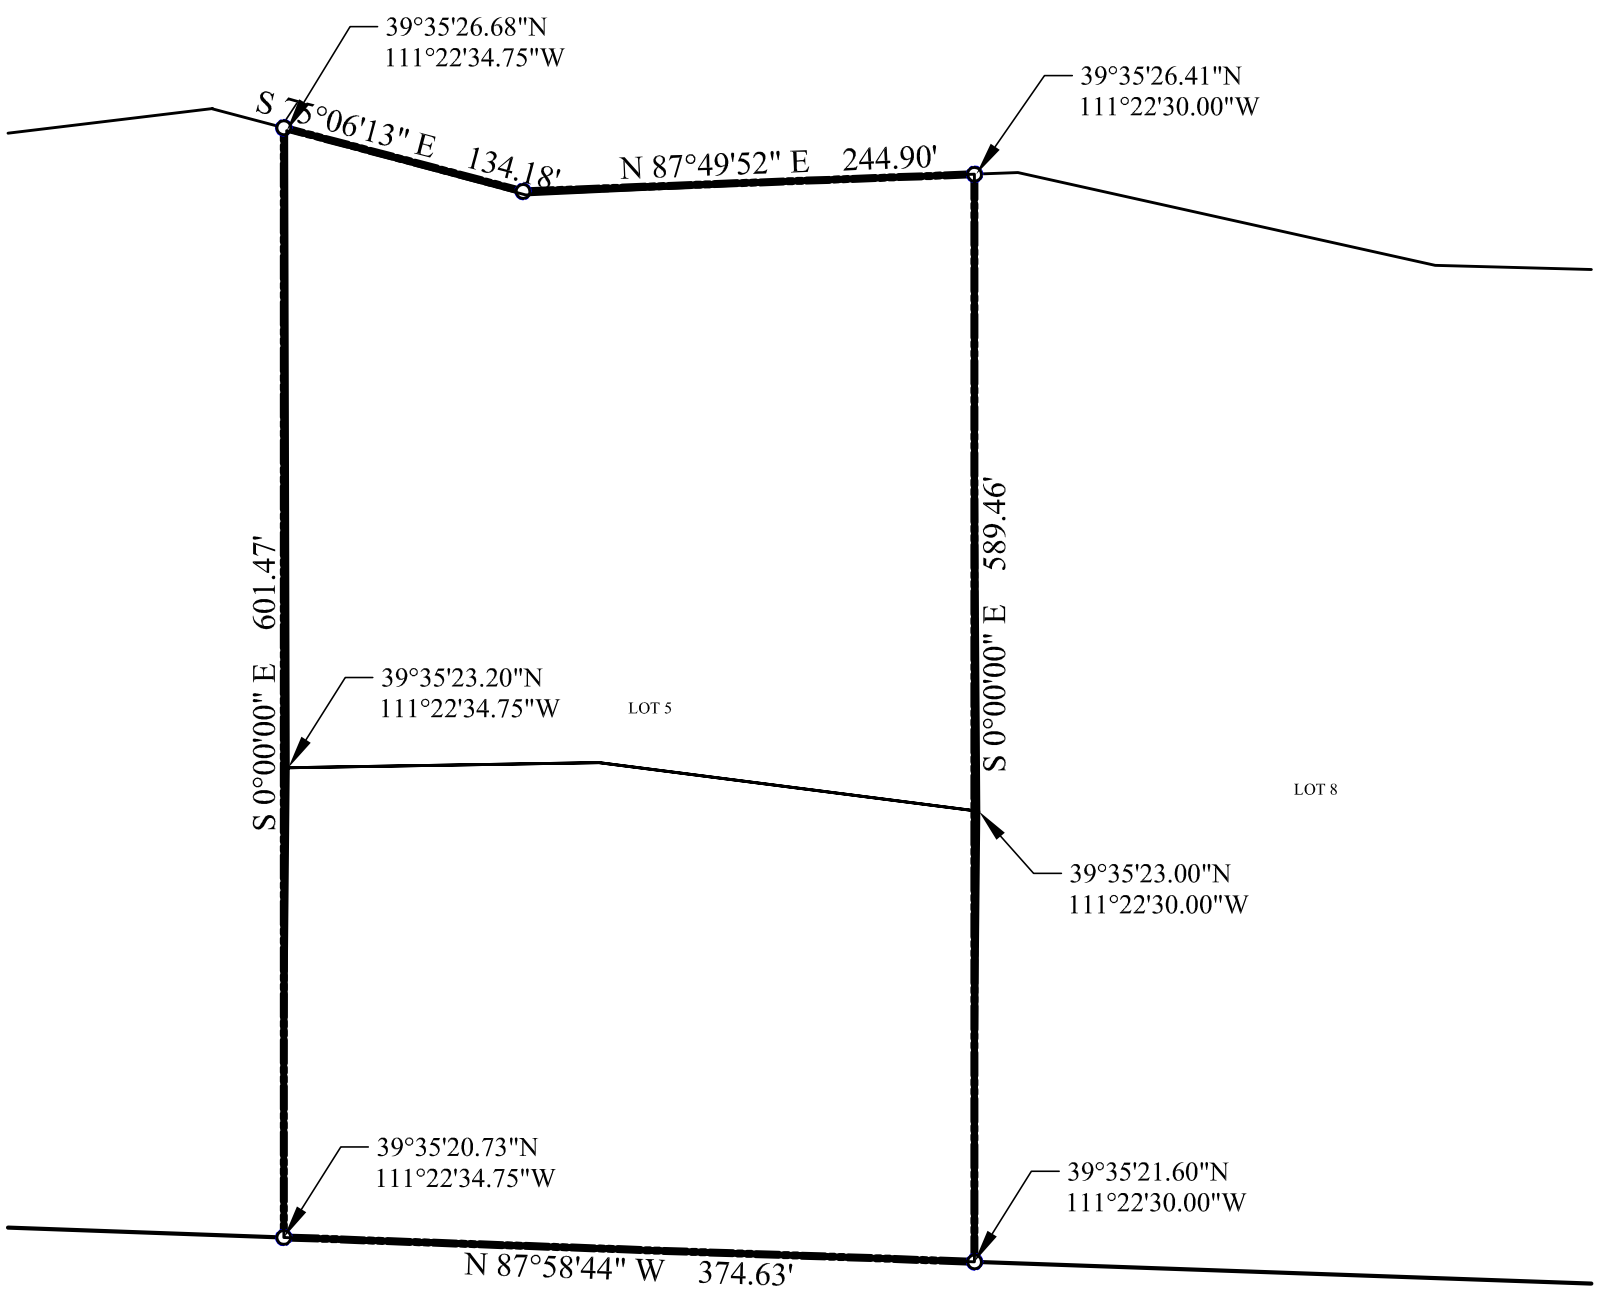 39°35'26.68"N
111°22'34.75"W
39°35'26.41"N
111°22'30.00"W
S 75°06'13" E 134.18'
N 87°49'52" E 244.90'
S 0°00'00" E 601.47'
S 0°00'00" E 589.46'
39°35'23.20"N
111°22'34.75"W
LOT 5
LOT 8
39°35'23.00"N
111°22'30.00"W
39°35'20.73"N
111°22'34.75"W
39°35'21.60"N
111°22'30.00"W
N 87°58'44" W 374.63'